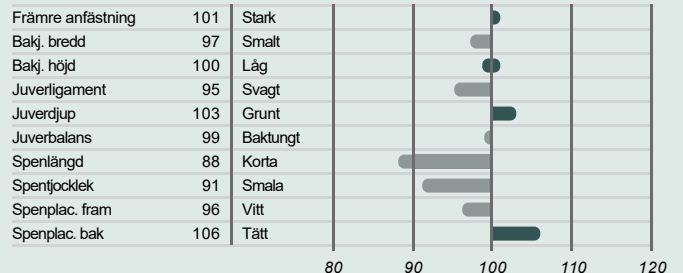 Främre anfästning 101 Stark
Bakj. bredd 97 Smalt
Bakj. höjd 100 Låg
Juverligament 95 Svagt
Juverdjup 103 Grunt
Juverbalans 99 Baktungt
Spenlängd 88 Korta
Spentjocklek 91 Smala
Spenplac. fram 96 Vitt
Spenplac. bak 106 Tätt
80 90 100 110 120